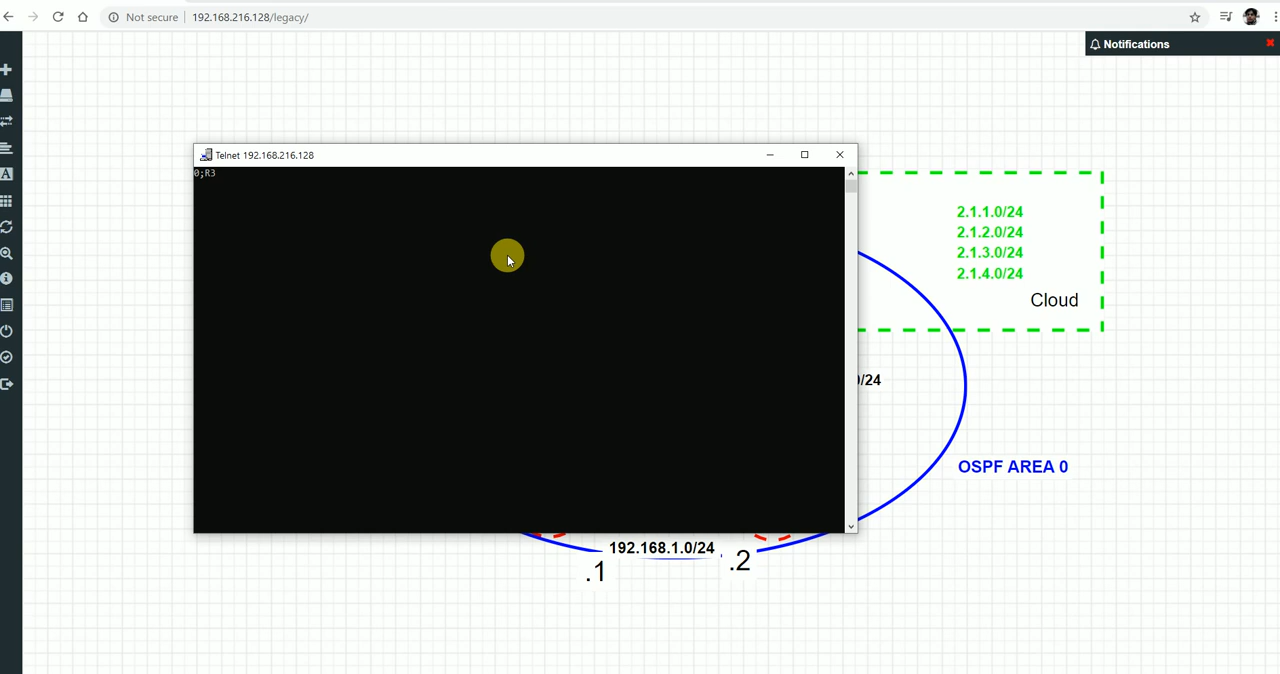 Not secure
192.168.216.128/legacy/
Notifications
Telnet 192.168.216.128
0;R3
2.1.1.0/24
2.1.2.0/24
2.1.3.0/24
2.1.4.0/24
Cloud
/24
OSPF AREA 0
192.168.1.0/24
.1
.2
A